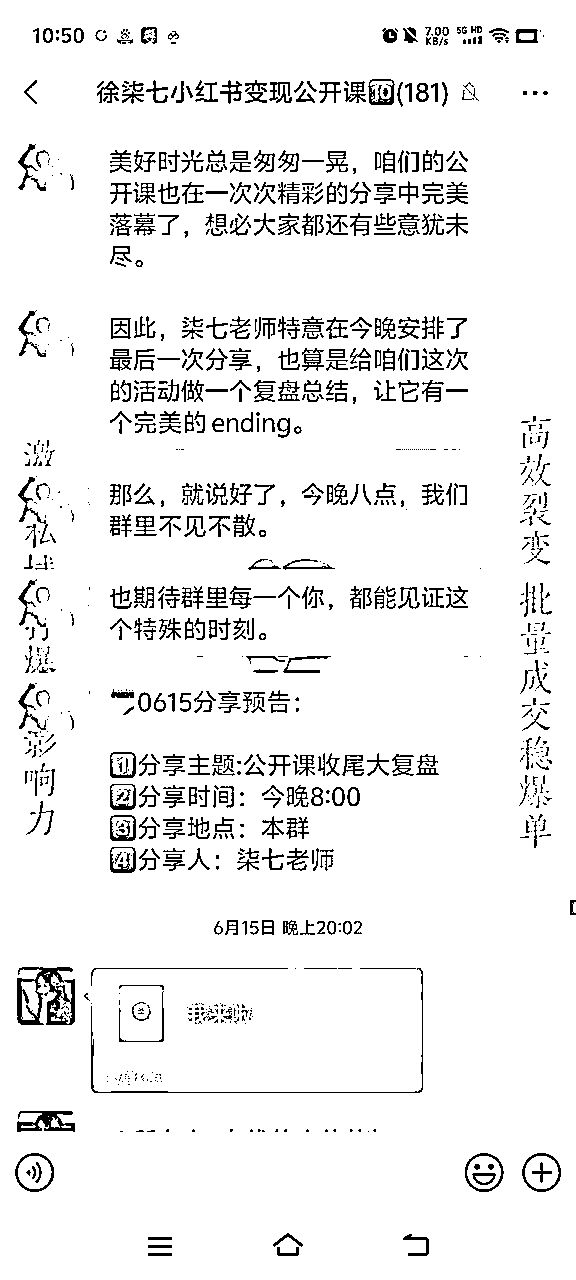 10:50
7.00 KB/s
5G HD
徐柒七小红书变现公开课🔟(181)
美好时光总是匆匆一晃，咱们的公
开课也在一次次精彩的分享中完美
落幕了，想必大家都还有些意犹未
尽。
因此，柒七老师特意在今晚安排了
最后一次分享，也算是给咱们这次
的活动做一个复盘总结，让它有一
个完美的ending。
那么，就说好了，今晚八点，我们
群里不见不散。
也期待群里每一个你，都能见证这
个特殊的时刻。
0615分享预告：
1️⃣分享主题:公开课收尾大复盘
2️⃣分享时间：今晚8:00
3️⃣分享地点：本群
4️⃣分享人：柒七老师
6月15日 晚上20:02
激
私
爆
影响力
高效裂变 批量成交稳爆单